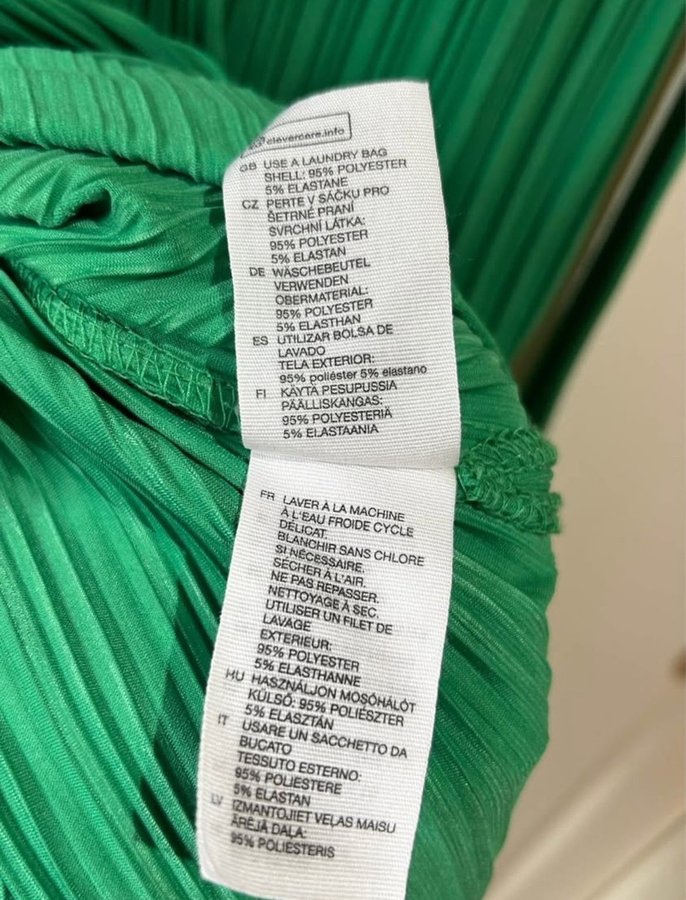 clevercare.info
GB USE A LAUNDRY BAG
SHELL: 95% POLYESTER
5% ELASTANE
CZ PERTE V SÁČKU PRO
ŠETRNÉ PRANÍ
SVRCHNÍ LÁTKA:
95% POLYESTER
5% ELASTAN
DE WÄSCHEBEUTEL
VERWENDEN
OBERMATERIAL:
95% POLYESTER
5% ELASTHAN
ES UTILIZAR BOLSA DE
LAVADO
TELA EXTERIOR:
95% poliéster 5% elastano
FI KÄYTÄ PESUPUSSIA
PÄÄLLISKANGAS:
95% POLYESTERIÄ
5% ELASTAANIA
FR LAVER À LA MACHINE
À L'EAU FROIDE CYCLE
DÉLICAT.
BLANCHIR SANS CHLORE
SI NÉCESSAIRE.
SÉCHER À L'AIR.
NE PAS REPASSER.
NETTOYAGE À SEC.
UTILISER UN FILET DE
LAVAGE
EXTERIEUR:
95% POLYESTER
5% ELASTHANNE
HU HASZNÁLJON MOSÓHÁLÓT
KÜLSŐ: 95% POLIÉSZTER
5% ELASZTÁN
IT USARE UN SACCHETTO DA
BUCATO
TESSUTO ESTERNO:
95% POLIESTERE
5% ELASTAN
LV IZMANTOJIET VEĻAS MAISU
ĀRĒJĀ DAĻA:
95% POLIESTERIS